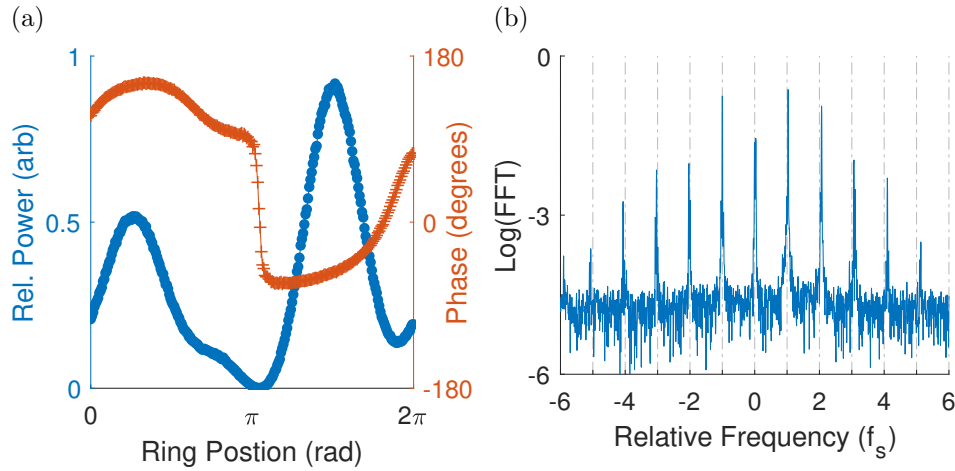 (a)
1
0.5
0
Rel. Power (arb)
180
0
-180
Phase (degrees)
0
π
2π
Ring Postion (rad)
(b)
0
-3
-6
Log(FFT)
-6
-4
-2
0
2
4
6
Relative Frequency (f_s)